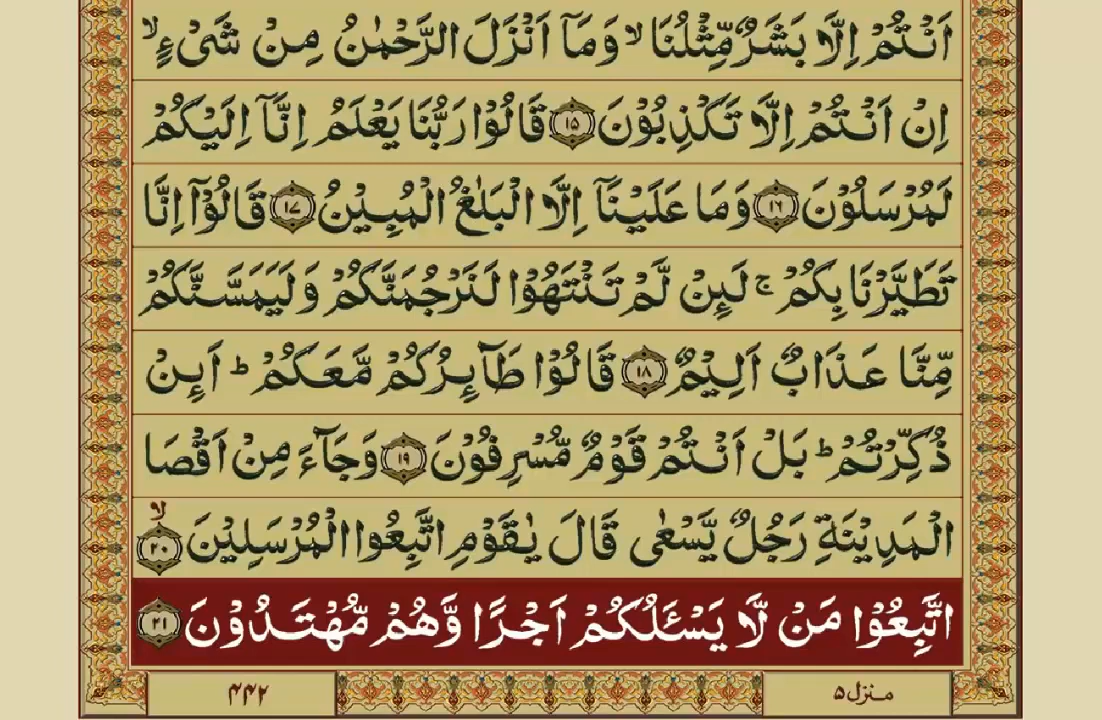 اَنْتُمْ اِلَّا بَشَرٌ مِّثْلُنَا ۙ وَمَاۤ اَنْزَلَ الرَّحْمٰنُ مِنْ شَیْءٍ ۙ
اِنْ اَنْتُمْ اِلَّا تَكْذِبُوْنَ ۝۱۵ قَالُوْا رَبُّنَا یَعْلَمُ اِنَّاۤ اِلَیْكُمْ
لَمُرْسَلُوْنَ ۝۱۶ وَمَا عَلَیْنَاۤ اِلَّا الْبَلٰغُ الْمُبِیْنُ ۝۱۷ قَالُوْۤا اِنَّا
تَطَیَّرْنَا بِكُمْ ۚ لَىِٕنْ لَّمْ تَنْتَهُوْا لَنَرْجُمَنَّكُمْ وَلَیَمَسَّنَّكُمْ
مِّنَّا عَذَابٌ اَلِیْمٌ ۝۱۸ قَالُوْا طَآىِٕرُكُمْ مَّعَكُمْ ؕ اَىِٕنْ
ذُكِّرْتُمْ ؕ بَلْ اَنْتُمْ قَوْمٌ مُّسْرِفُوْنَ ۝۱۹ وَجَآءَ مِنْ اَقْصَا
الْمَدِیْنَةِ رَجُلٌ یَّسْعٰی قَالَ یٰقَوْمِ اتَّبِعُوا الْمُرْسَلِیْنَ ۙ۝۲۰
اتَّبِعُوْا مَنْ لَّا یَسْـَٔلُكُمْ اَجْرًا وَّهُمْ مُّهْتَدُوْنَ ۝۲۱
منزل ۵
۴۴۲